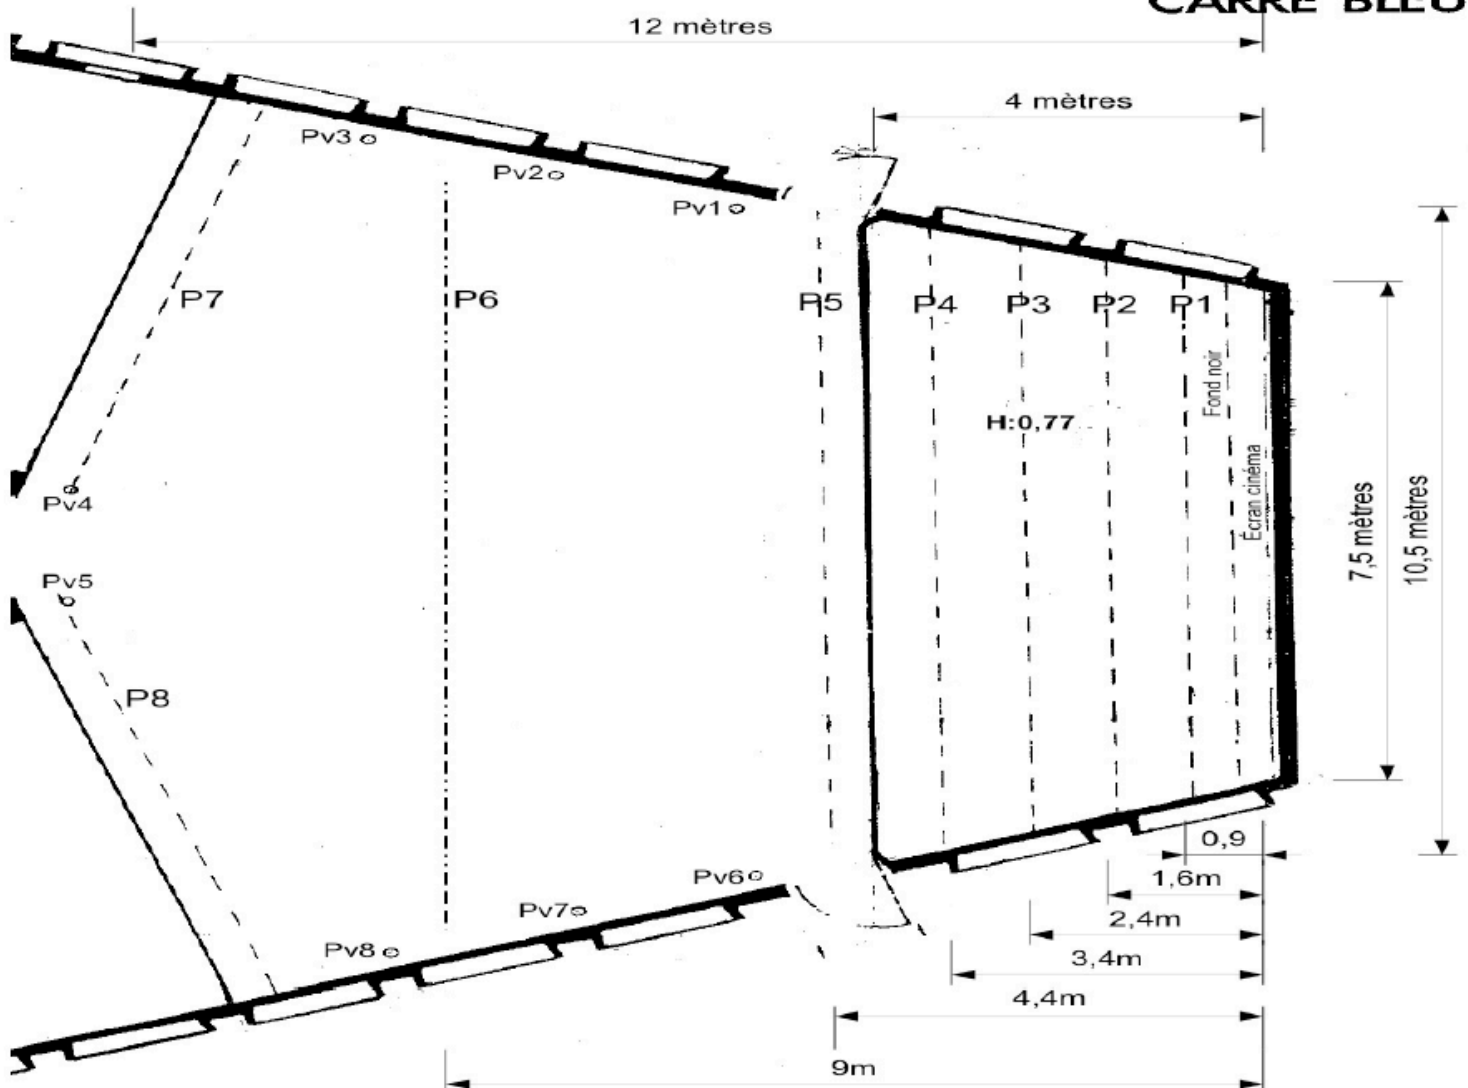 CARRÉ BLEU
12 mètres
4 mètres
Pv3
Pv2
Pv1
P7
P6
P5
P4
P3
P2
P1
Fond noir
H:0,77
Écran cinéma
7,5 mètres
10,5 mètres
Pv4
Pv5
P8
0,9
Pv6
1,6m
Pv7
2,4m
Pv8
3,4m
4,4m
9m